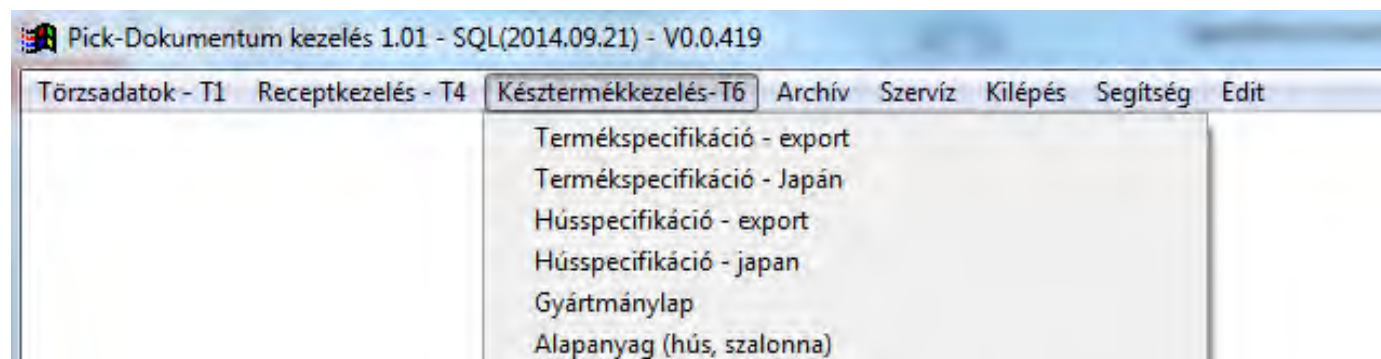 Pick-Dokumentum kezelés 1.01 - SQL(2014.09.21) - V0.0.419
Törzsadatok - T1 Receptkezelés - T4 Késztermékkezelés-T6 Archív Szervíz Kilépés Segítség Edit
Termékspecifikáció - export
Termékspecifikáció - Japán
Hússpecifikáció - export
Hússpecifikáció - japan
Gyártmánylap
Alapanyag (hús, szalonna)